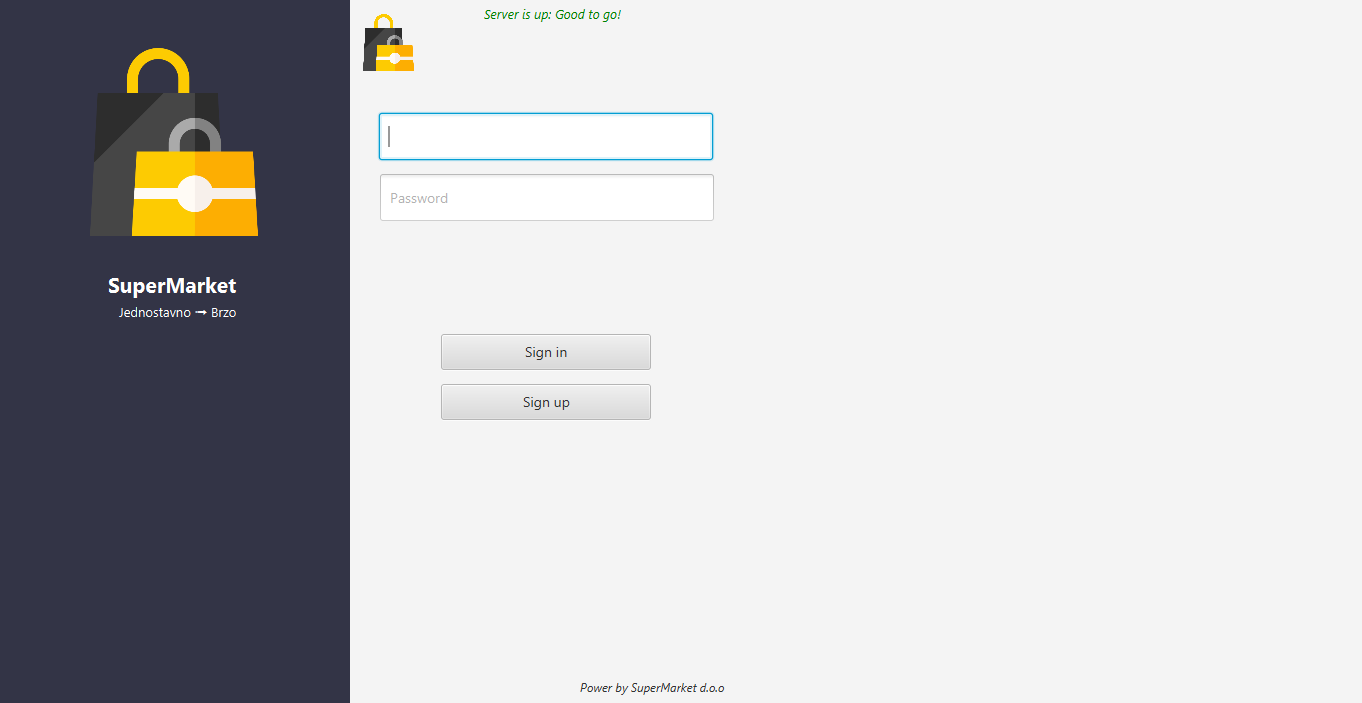 Server is up: Good to go!
Password
SuperMarket
Jednostavno ➞ Brzo
Sign in
Sign up
Power by SuperMarket d.o.o